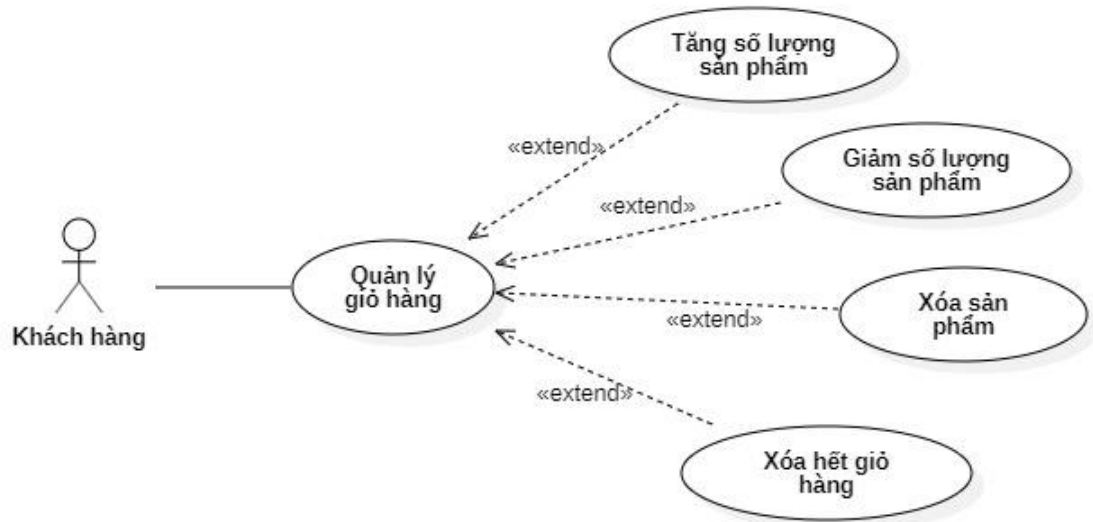 Tăng số lượng
sản phẩm
«extend»
Giảm số lượng
sản phẩm
«extend»
Quản lý
giỏ hàng
Khách hàng
Xóa sản
phẩm
«extend»
«extend»
Xóa hết giỏ
hàng